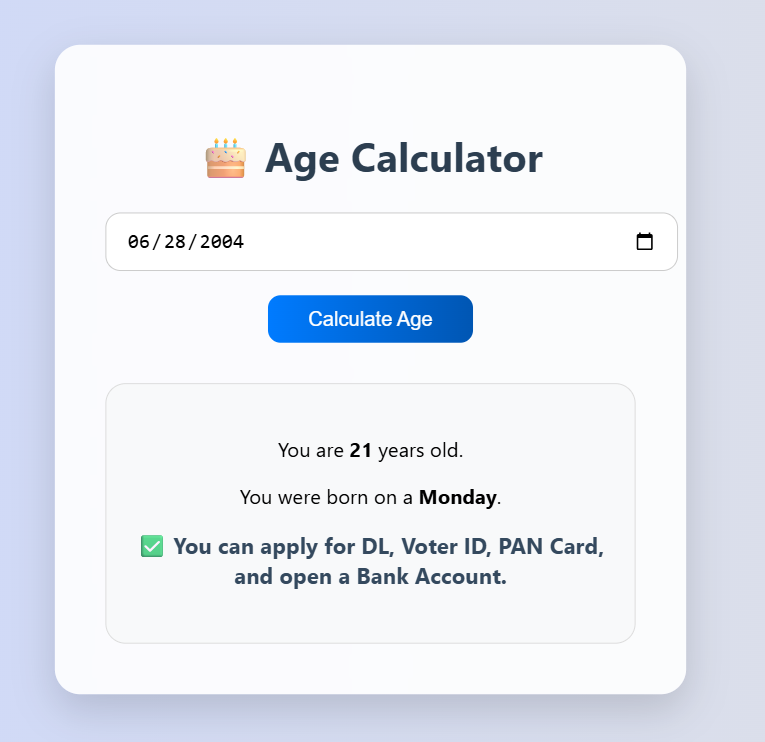 🎂 Age Calculator
06/28/2004
Calculate Age
You are 21 years old.
You were born on a Monday.
✅ You can apply for DL, Voter ID, PAN Card,
and open a Bank Account.